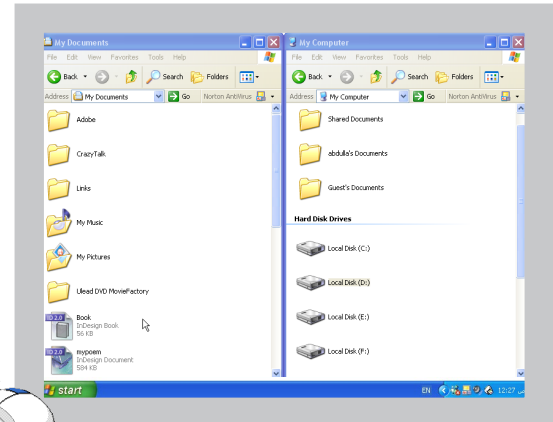 My Documents
File Edit View Favorites Tools Help
Back Search Folders
Address My Documents Go Norton AntiVirus
Adobe
CrazyTalk
Links
My Music
My Pictures
Ulead DVD MovieFactory
Book
InDesign Book
56 KB
mypoem
InDesign Document
584 KB
My Computer
File Edit View Favorites Tools Help
Back Search Folders
Address My Computer Go Norton AntiVirus
Shared Documents
abdulla's Documents
Guest's Documents
Hard Disk Drives
Local Disk (C:)
Local Disk (D:)
Local Disk (E:)
Local Disk (F:)
start
EN 12:27